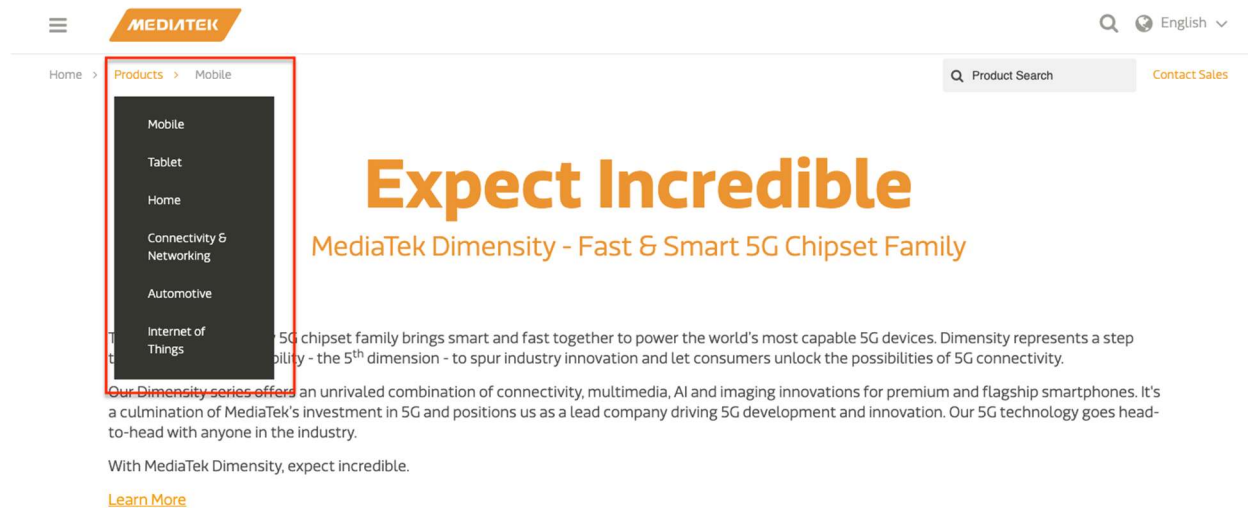 MEDIATEK
English
Home > Products > Mobile
Product Search
Contact Sales
Mobile
Tablet
Home
Connectivity &
Networking
Automotive
Internet of
Things
Expect Incredible
MediaTek Dimensity - Fast & Smart 5G Chipset Family
5G chipset family brings smart and fast together to power the world's most capable 5G devices. Dimensity represents a step
- the 5th dimension - to spur industry innovation and let consumers unlock the possibilities of 5G connectivity.
Our Dimensity series offers an unrivaled combination of connectivity, multimedia, AI and imaging innovations for premium and flagship smartphones. It's
a culmination of MediaTek's investment in 5G and positions us as a lead company driving 5G development and innovation. Our 5G technology goes head-
to-head with anyone in the industry.
With MediaTek Dimensity, expect incredible.
Learn More